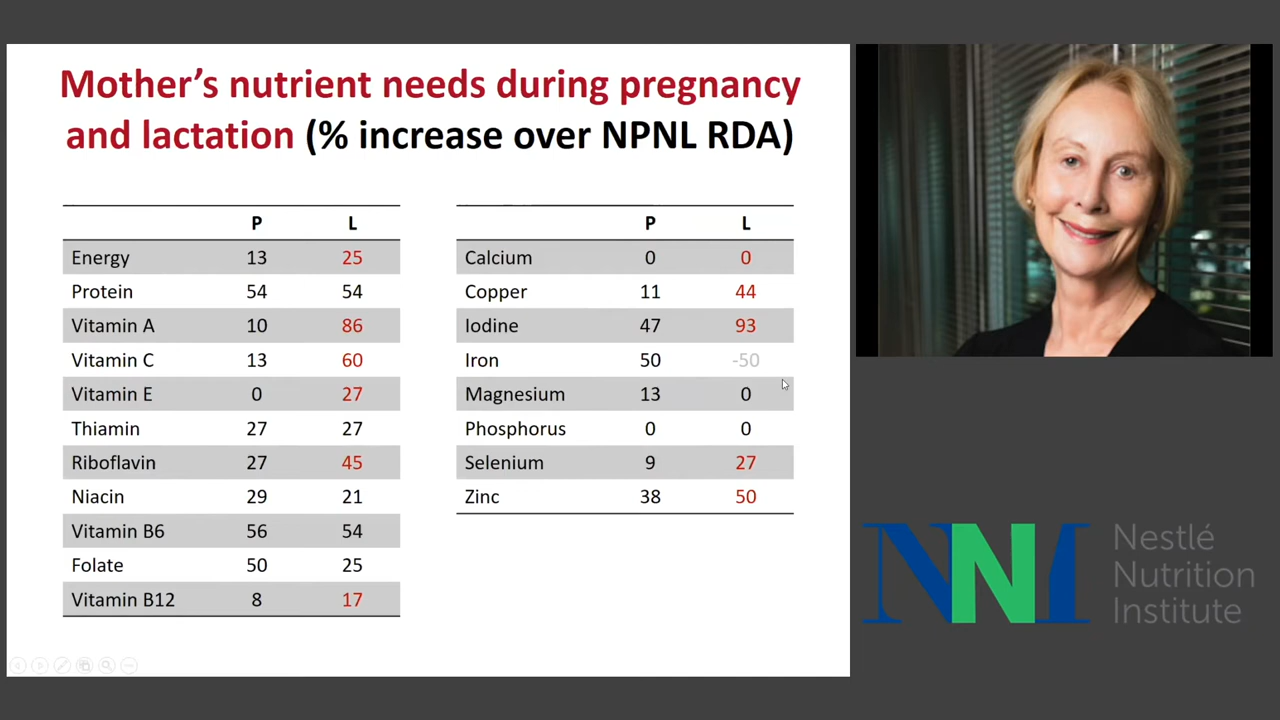 Mother's nutrient needs during pregnancy
and lactation (% increase over NPNL RDA)
P L
Energy 13 25
Protein 54 54
Vitamin A 10 86
Vitamin C 13 60
Vitamin E 0 27
Thiamin 27 27
Riboflavin 27 45
Niacin 29 21
Vitamin B6 56 54
Folate 50 25
Vitamin B12 8 17
P L
Calcium 0 0
Copper 11 44
Iodine 47 93
Iron 50 -50
Magnesium 13 0
Phosphorus 0 0
Selenium 9 27
Zinc 38 50
NNI
Nestlé
Nutrition
Institute